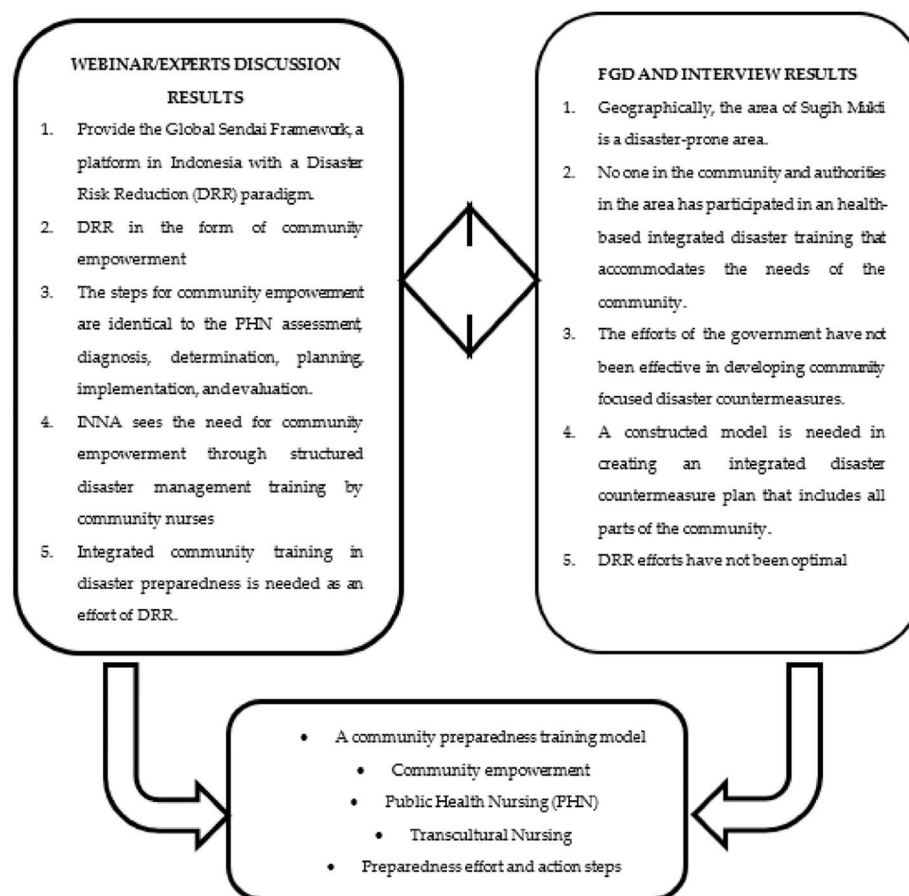 WEBINAR/EXPERTS DISCUSSION
RESULTS
1. Provide the Global Sendai Framework, a
platform in Indonesia with a Disaster
Risk Reduction (DRR) paradigm.
2. DRR in the form of community
empowerment
3. The steps for community empowerment
are identical to the PHN assessment,
diagnosis, determination, planning,
implementation, and evaluation.
4. INNA sees the need for community
empowerment through structured
disaster management training by
community nurses
5. Integrated community training in
disaster preparedness is needed as an
effort of DRR.
FGD AND INTERVIEW RESULTS
1. Geographically, the area of Sugih Mukti
is a disaster-prone area.
2. No one in the community and authorities
in the area has participated in an health-
based integrated disaster training that
accommodates the needs of the
community.
3. The efforts of the government have not
been effective in developing community
focused disaster countermeasures.
4. A constructed model is needed in
creating an integrated disaster
countermeasure plan that includes all
parts of the community.
5. DRR efforts have not been optimal
• A community preparedness training model
• Community empowerment
• Public Health Nursing (PHN)
• Transcultural Nursing
• Preparedness effort and action steps